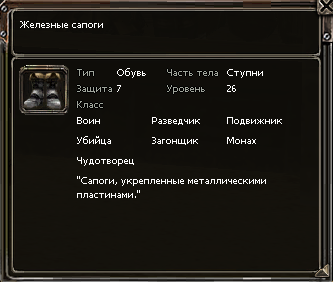 Железные сапоги
Тип Обувь Часть тела Ступни
Защита 7 Уровень 26
Класс
Воин Разведчик Подвижник
Убийца Загонщик Монах
Чудотворец
"Сапоги, укрепленные металлическими
пластинами."